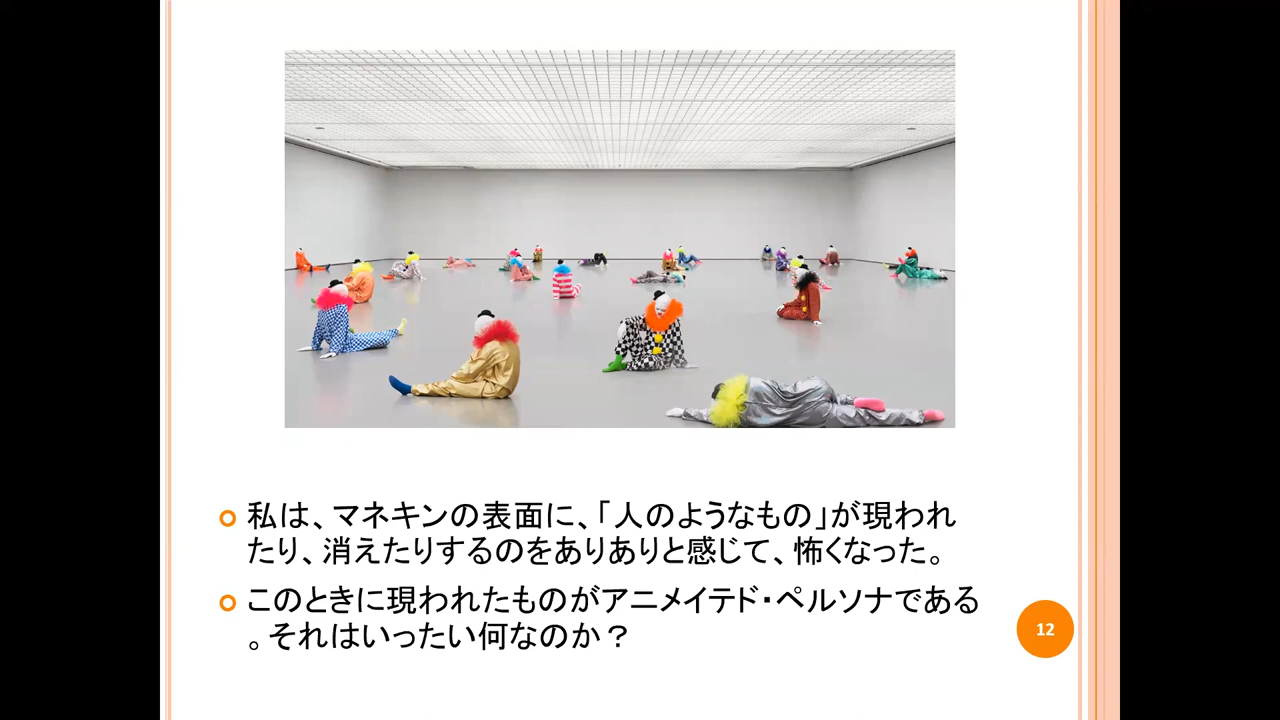 私は、マネキンの表面に、「人のようなもの」が現われ
たり、消えたりするのをありありと感じて、怖くなった。
このときに現われたものがアニメイテド・ペルソナである
。それはいったい何なのか？
12